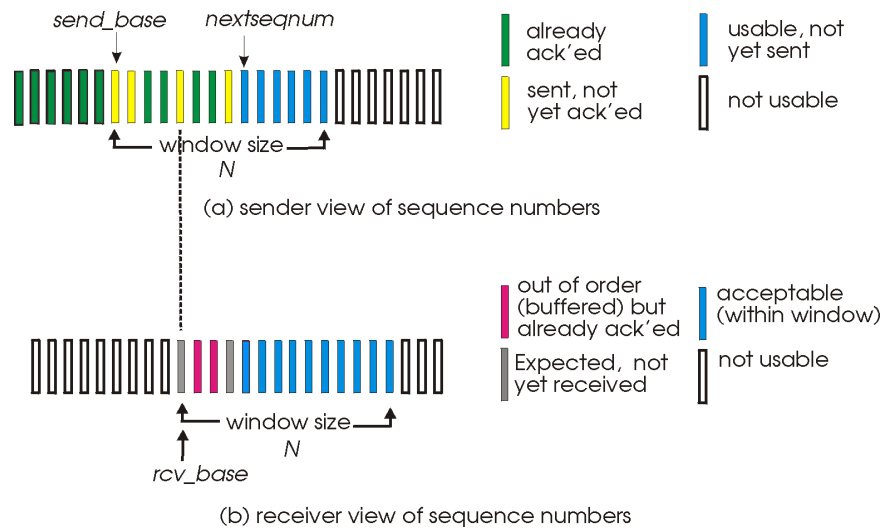 send_base
nextseqnum
already
ack'ed
usable, not
yet sent
sent, not
yet ack'ed
not usable
window size
N
(a) sender view of sequence numbers
out of order
(buffered) but
already ack'ed
acceptable
(within window)
Expected, not
yet received
not usable
window size
N
rcv_base
(b) receiver view of sequence numbers